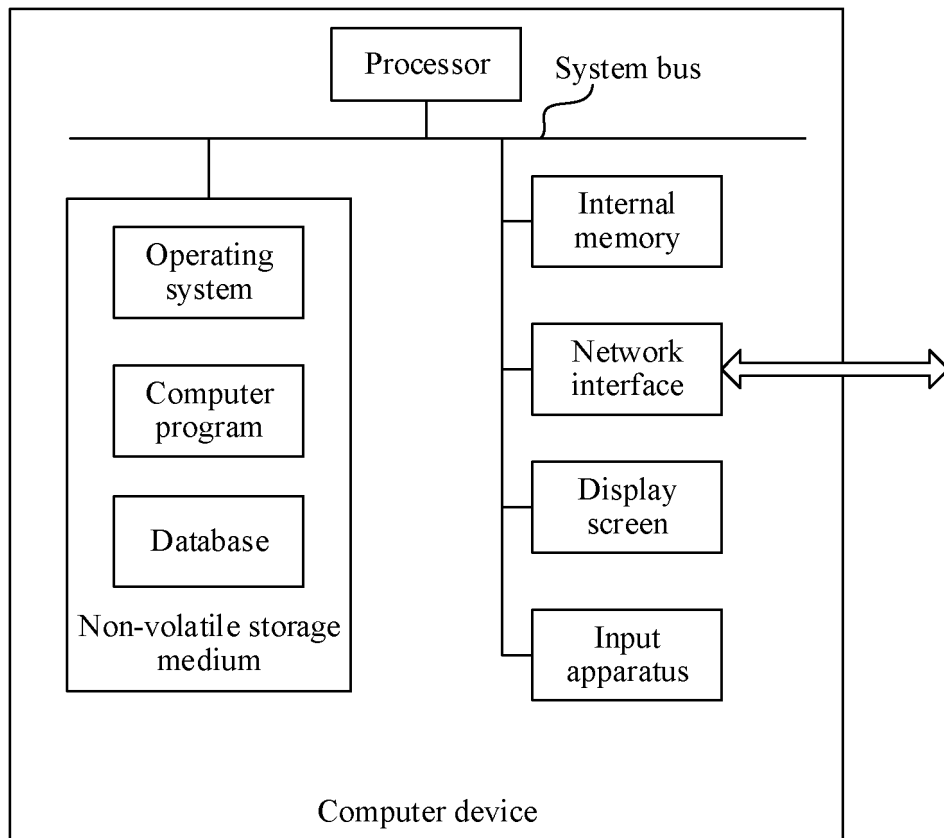 Processor
System bus
Operating
system
Computer
program
Database
Non-volatile storage
medium
Internal
memory
Network
interface
Display
screen
Input
apparatus
Computer device